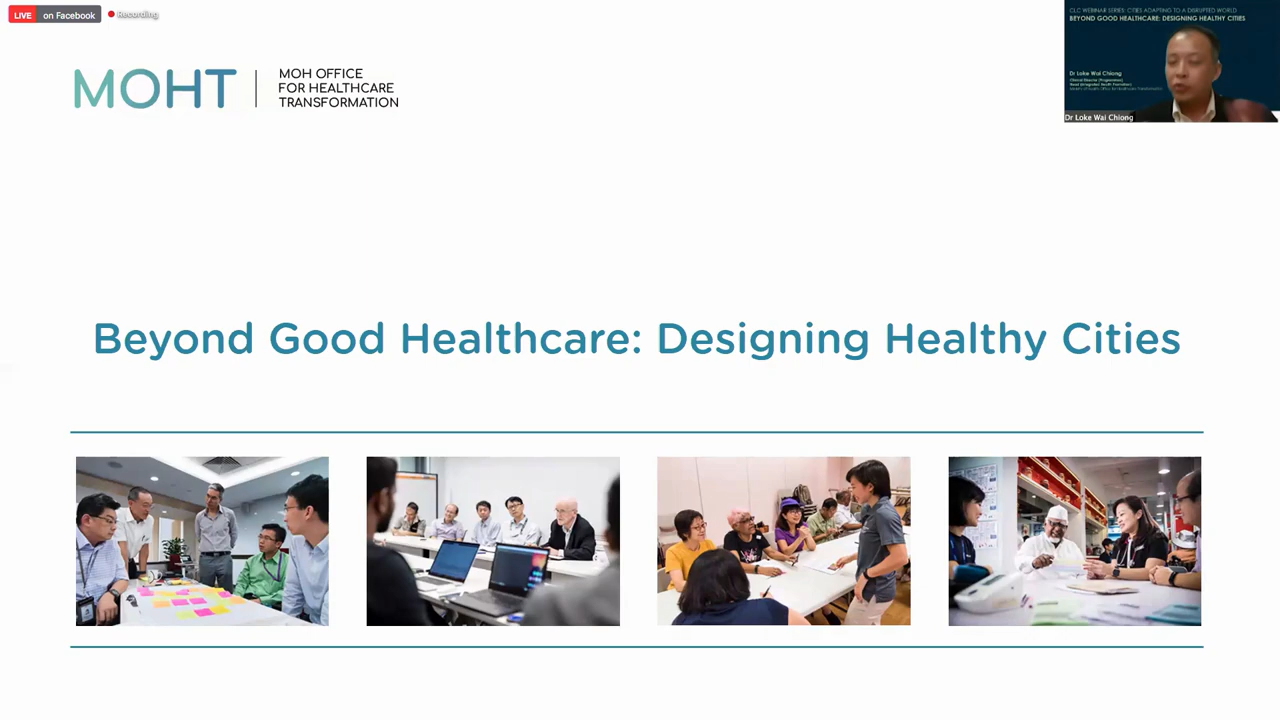 LIVE on Facebook
Recording
MOHT
MOH OFFICE
FOR HEALTHCARE
TRANSFORMATION
CLC WEBINAR SERIES: CITIES ADAPTING TO A DISRUPTED WORLD
BEYOND GOOD HEALTHCARE: DESIGNING HEALTHY CITIES
Dr Loke Wai Chiong
Dr Loke Wai Chiong
Beyond Good Healthcare: Designing Healthy Cities